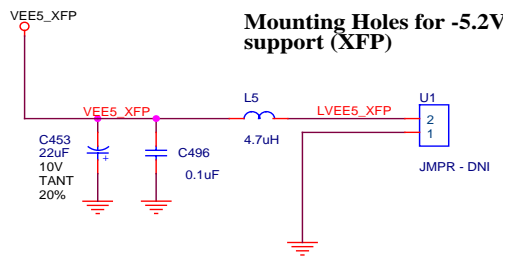 VEE5_XFP
Mounting Holes for -5.2V
support (XFP)
L5
U1
VEE5_XFP
LVEE5_XFP
2
1
4.7uH
C453
22uF
10V
TANT
20%
+
C496
0.1uF
JMPR - DNI